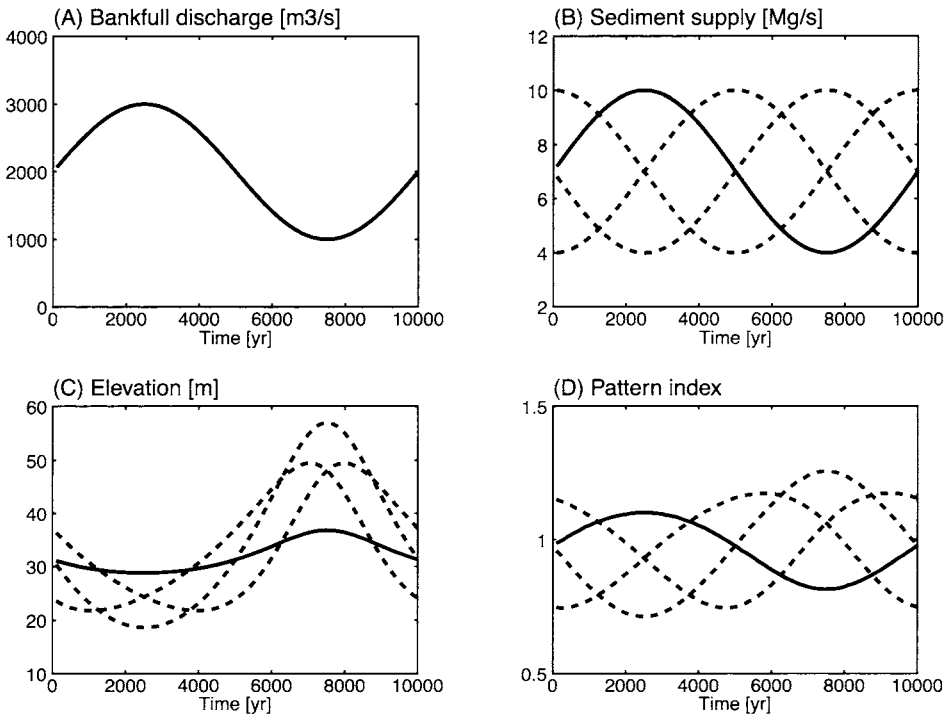 (A) Bankfull discharge [m3/s]
4000
3000
2000
1000
0
0 2000 4000 6000 8000 10000
Time [yr]
(B) Sediment supply [Mg/s]
12
10
8
6
4
2
0 2000 4000 6000 8000 10000
Time [yr]
(C) Elevation [m]
60
50
40
30
20
10
0 2000 4000 6000 8000 10000
Time [yr]
(D) Pattern index
1.5
1
0.5
0 2000 4000 6000 8000 10000
Time [yr]